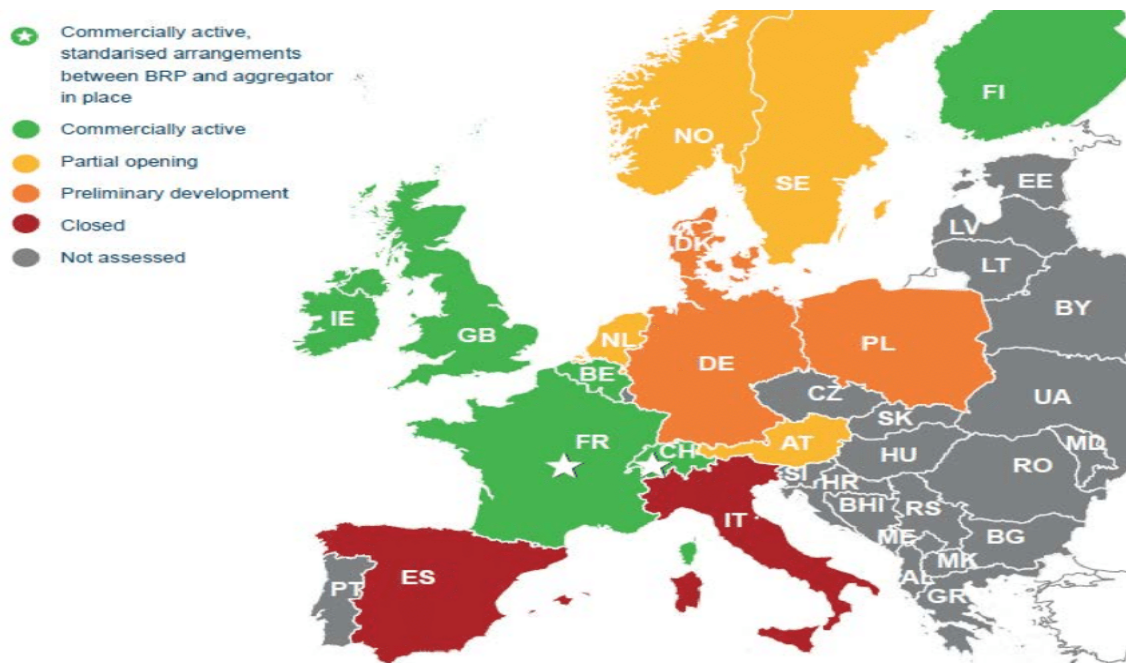 Commercially active,
standarised arrangements
between BRP and aggregator
in place
Commercially active
Partial opening
Preliminary development
Closed
Not assessed
FI
NO
SE
EE
LV
LT
DK
BY
IE
GB
NL
BE
DE
PL
CZ
UA
SK
FR
CH
AT
HU
MD
RO
SI
HR
BHI
RS
IT
ME
BG
MK
AL
GR
PT
ES